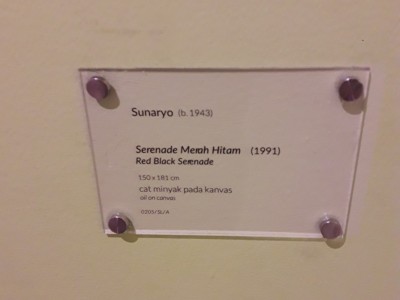 Sunaryo (b. 1943)
Serenade Merah Hitam (1991)
Red Black Serenade
150 x 181 cm
cat minyak pada kanvas
oil on canvas